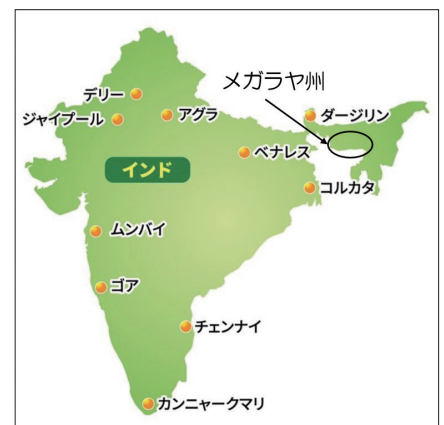 メガラヤ州
デリー
ジャイプール
アグラ
ダージリン
ベナレス
インド
コルカタ
ムンバイ
ゴア
チェンナイ
カンニャークマリ